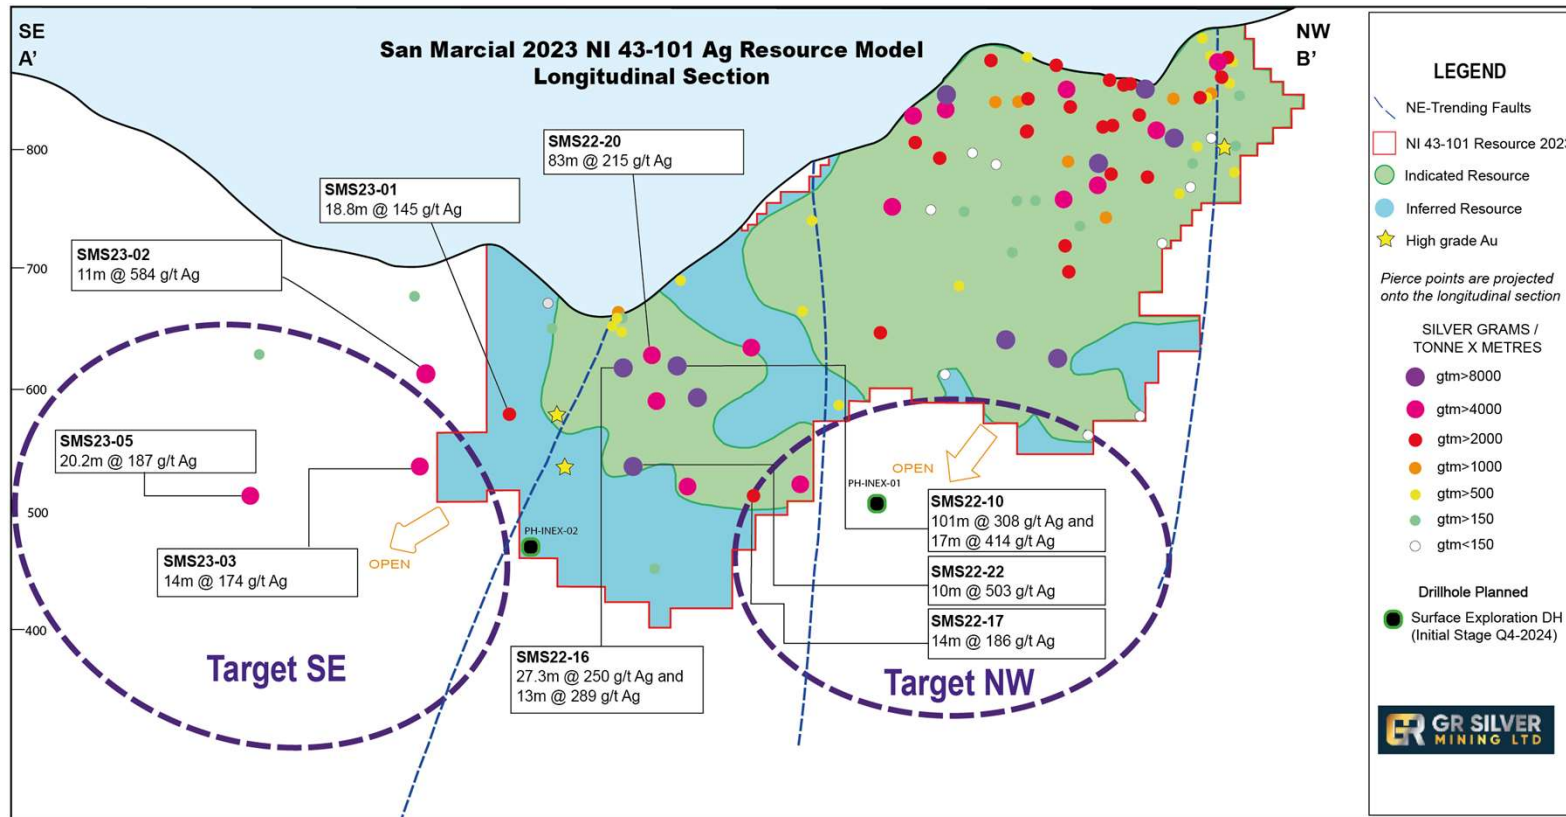 SE
A’
San Marcial 2023 NI 43-101 Ag Resource Model
Longitudinal Section
NW
B’
800
700
600
500
400
SMS22-20
83m @ 215 g/t Ag
SMS23-01
18.8m @ 145 g/t Ag
SMS23-02
11m @ 584 g/t Ag
SMS23-05
20.2m @ 187 g/t Ag
SMS23-03
14m @ 174 g/t Ag
OPEN
PH-INEX-02
Target SE
SMS22-16
27.3m @ 250 g/t Ag and
13m @ 289 g/t Ag
OPEN
PH-INEX-01
SMS22-10
101m @ 308 g/t Ag and
17m @ 414 g/t Ag
SMS22-22
10m @ 503 g/t Ag
SMS22-17
14m @ 186 g/t Ag
Target NW
LEGEND
NE-Trending Faults
NI 43-101 Resource 2023
Indicated Resource
Inferred Resource
High grade Au
Pierce points are projected
onto the longitudinal section
SILVER GRAMS /
TONNE X METRES
gtm>8000
gtm>4000
gtm>2000
gtm>1000
gtm>500
gtm>150
gtm<150
Drillhole Planned
Surface Exploration DH
(Initial Stage Q4-2024)
GR SILVER
MINING LTD